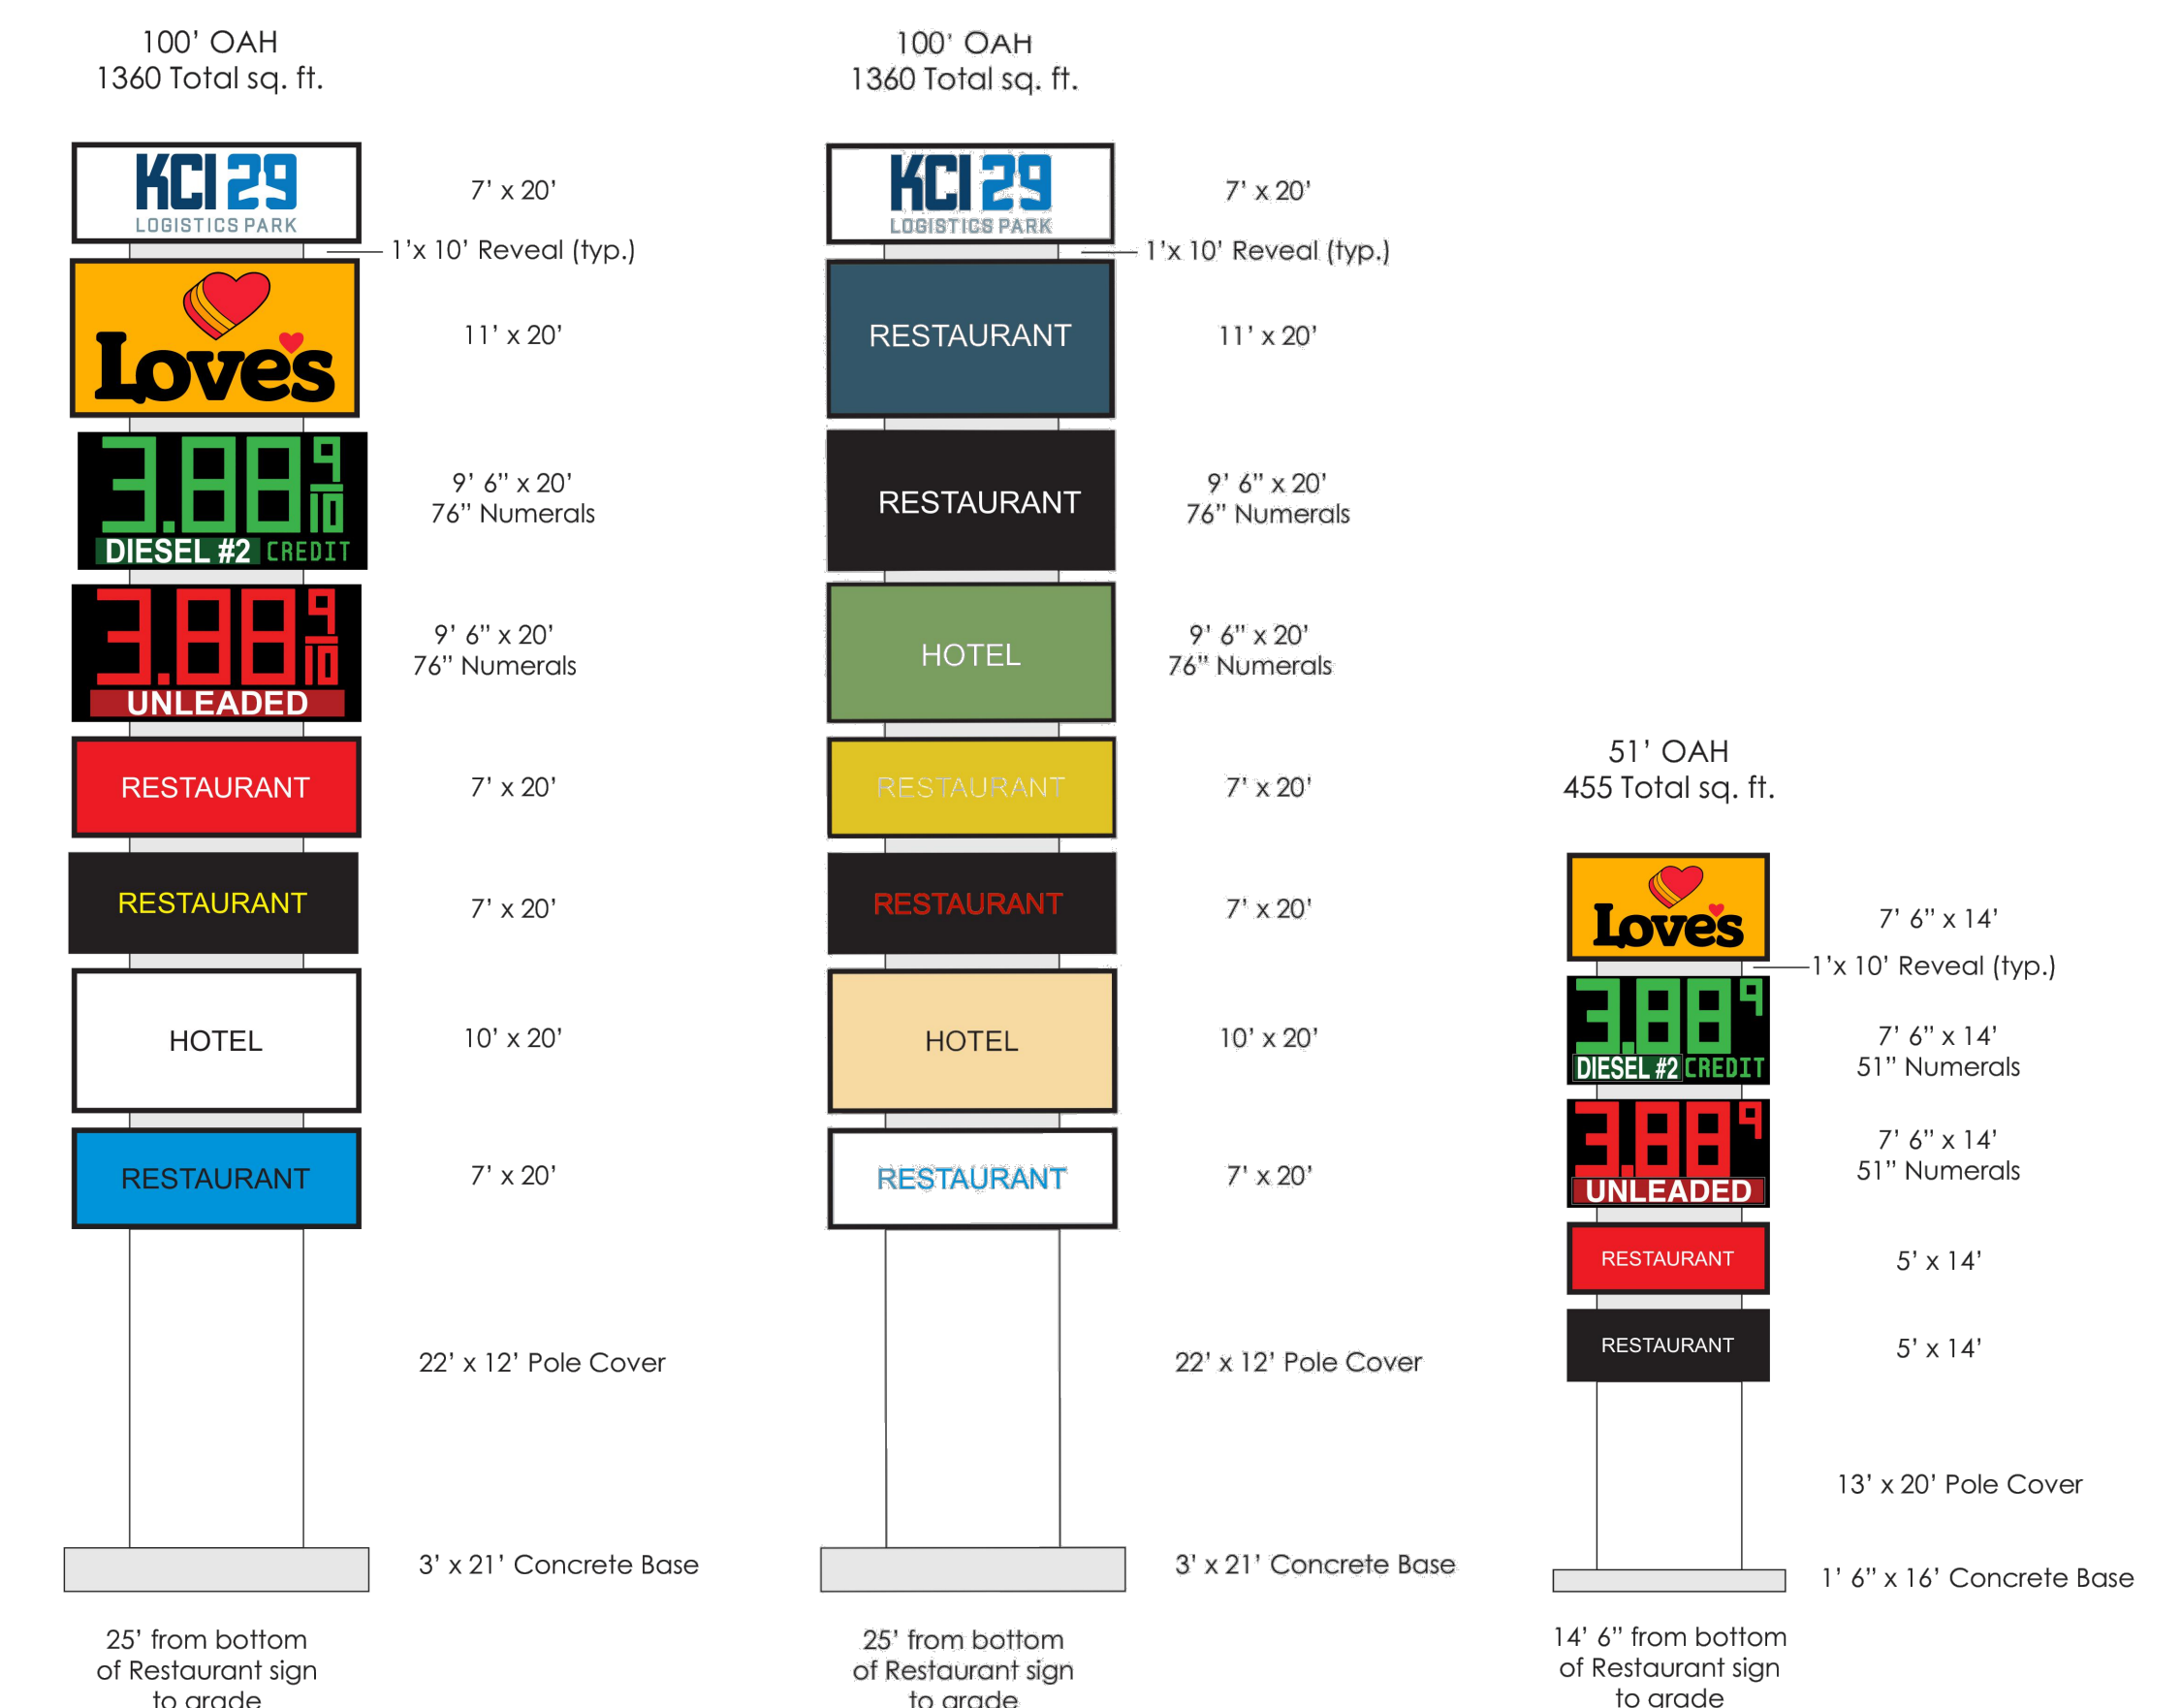 100’ OAH
1360 Total sq. ft.
KCI 29
LOGISTICS PARK
7’ x 20’
1’x 10’ Reveal (typ.)
Love's
11’ x 20’
3.88 9/10
DIESEL #2 CREDIT
9’ 6” x 20’
76” Numerals
3.88 9/10
UNLEADED
9’ 6” x 20’
76” Numerals
RESTAURANT
7’ x 20’
RESTAURANT
7’ x 20’
HOTEL
10’ x 20’
RESTAURANT
7’ x 20’
22’ x 12’ Pole Cover
3’ x 21’ Concrete Base
25’ from bottom
of Restaurant sign
to grade
100’ OAH
1360 Total sq. ft.
KCI 29
LOGISTICS PARK
7’ x 20’
1’x 10’ Reveal (typ.)
RESTAURANT
11’ x 20’
RESTAURANT
9’ 6” x 20’
76” Numerals
HOTEL
9’ 6” x 20’
76” Numerals
RESTAURANT
7’ x 20’
RESTAURANT
7’ x 20’
HOTEL
10’ x 20’
RESTAURANT
7’ x 20’
22’ x 12’ Pole Cover
3’ x 21’ Concrete Base
25’ from bottom
of Restaurant sign
to grade
51’ OAH
455 Total sq. ft.
Love's
7’ 6” x 14’
1’x 10’ Reveal (typ.)
3.88 9
DIESEL #2 CREDIT
7’ 6” x 14’
51” Numerals
3.88 9
UNLEADED
7’ 6” x 14’
51” Numerals
RESTAURANT
5’ x 14’
RESTAURANT
5’ x 14’
13’ x 20’ Pole Cover
1’ 6” x 16’ Concrete Base
14’ 6” from bottom
of Restaurant sign
to grade